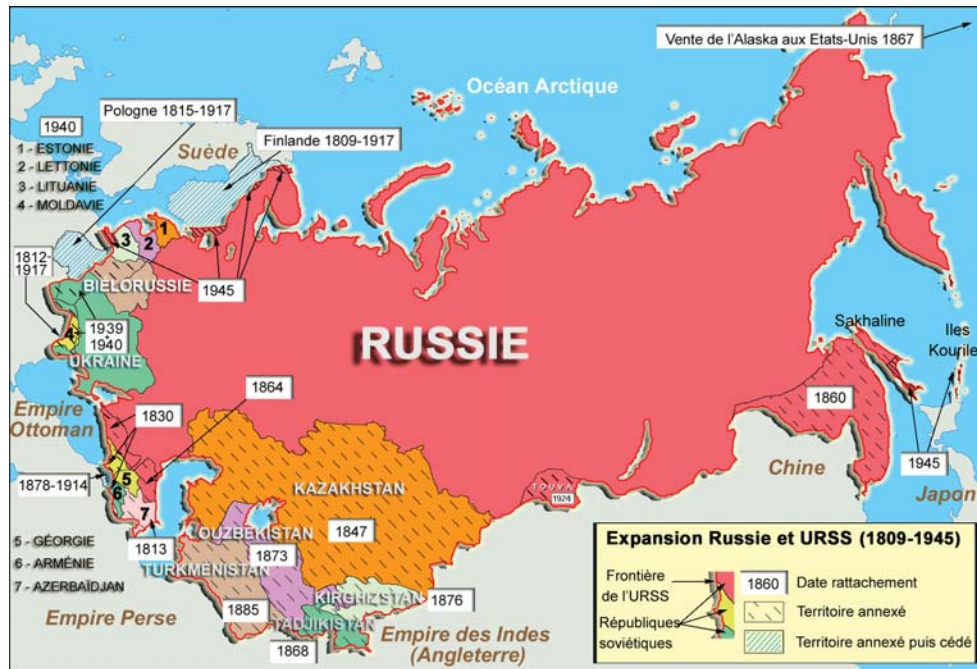 Vente de l'Alaska aux Etats-Unis 1867
Océan Arctique
Pologne 1815-1917
1940
Finlande 1809-1917
1 - ESTONIE
Suède
2 - LETTONIE
3 - LITUANIE
4 - MOLDAVIE
1
2
3
1812-
1917
BIÉLORUSSIE
1945
4
1939
1940
UKRAINE
RUSSIE
Sakhaline
Iles
Kourile
1864
1830
1860
Empire
Ottoman
1878-1914
5
6
7
Chine
1945
Japon
KAZAKHSTAN
TOUVA
1924
OUZBÉKISTAN
1847
5 - GÉORGIE
1813
1873
6 - ARMÉNIE
TURKMÉNISTAN
7 - AZERBAÏDJAN
KIRGHIZSTAN
1876
Empire Perse
1885
TADJIKISTAN
1868
Empire des Indes
(Angleterre)
Expansion Russie et URSS (1809-1945)
Frontière
de l'URSS
1860
Date rattachement
Républiques
soviétiques
Territoire annexé
Territoire annexé puis cédé